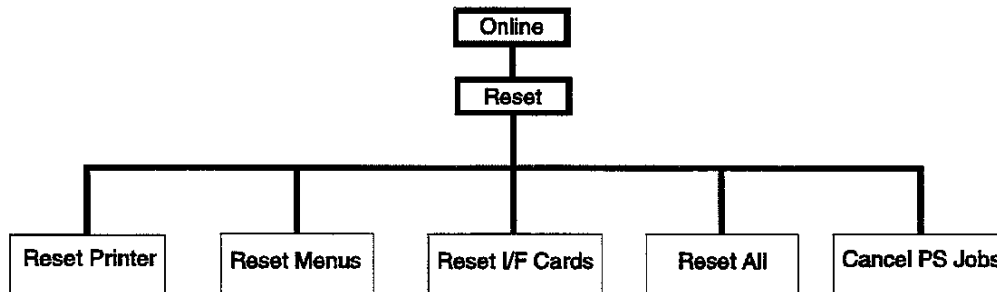 Online
Reset
Reset Printer
Reset Menus
Reset I/F Cards
Reset All
Cancel PS Jobs